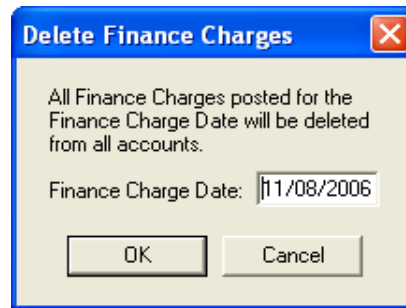 Delete Finance Charges
All Finance Charges posted for the
Finance Charge Date will be deleted
from all accounts.
Finance Charge Date: 11/08/2006
OK Cancel